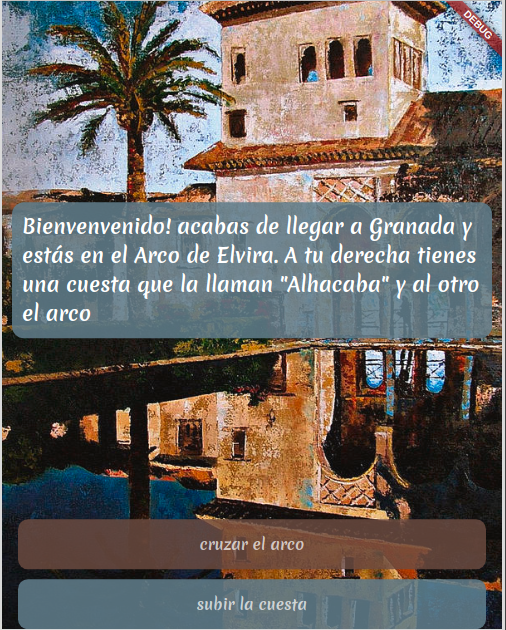 DEBUG
Bienvenvenido! acabas de llegar a Granada y
estás en el Arco de Elvira. A tu derecha tienes
una cuesta que la llaman "Alhacaba" y al otro
el arco
cruzar el arco
subir la cuesta